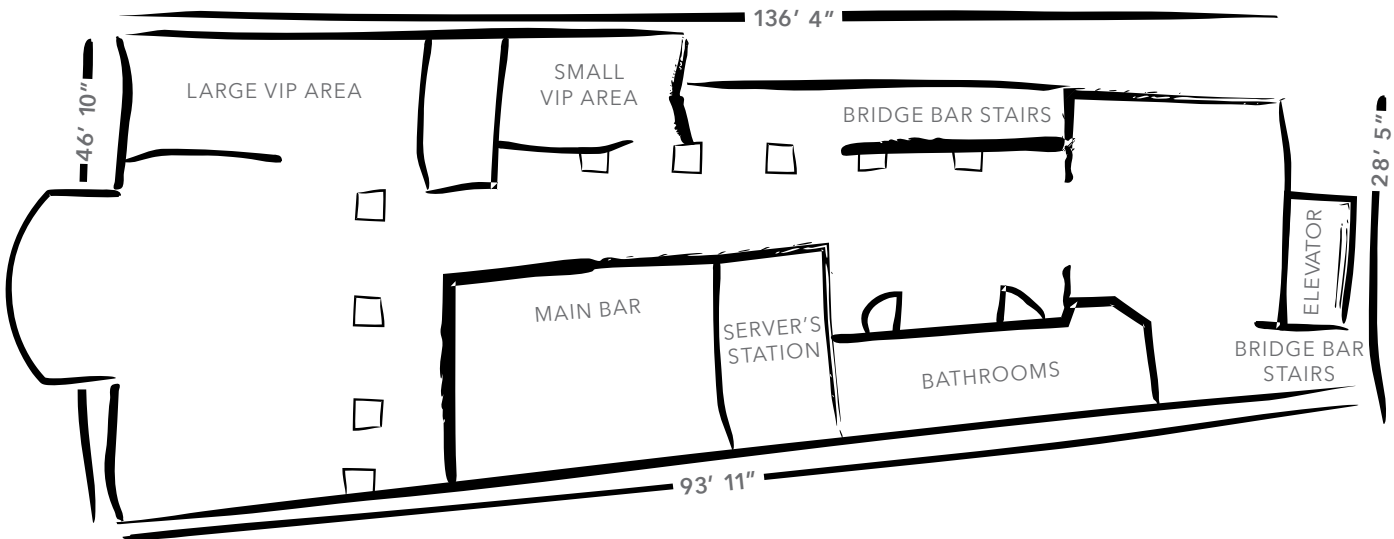 136’ 4”
46’ 10”
LARGE VIP AREA
SMALL
VIP AREA
BRIDGE BAR STAIRS
28’ 5”
ELEVATOR
MAIN BAR
SERVER’S
STATION
BATHROOMS
BRIDGE BAR
STAIRS
93’ 11”